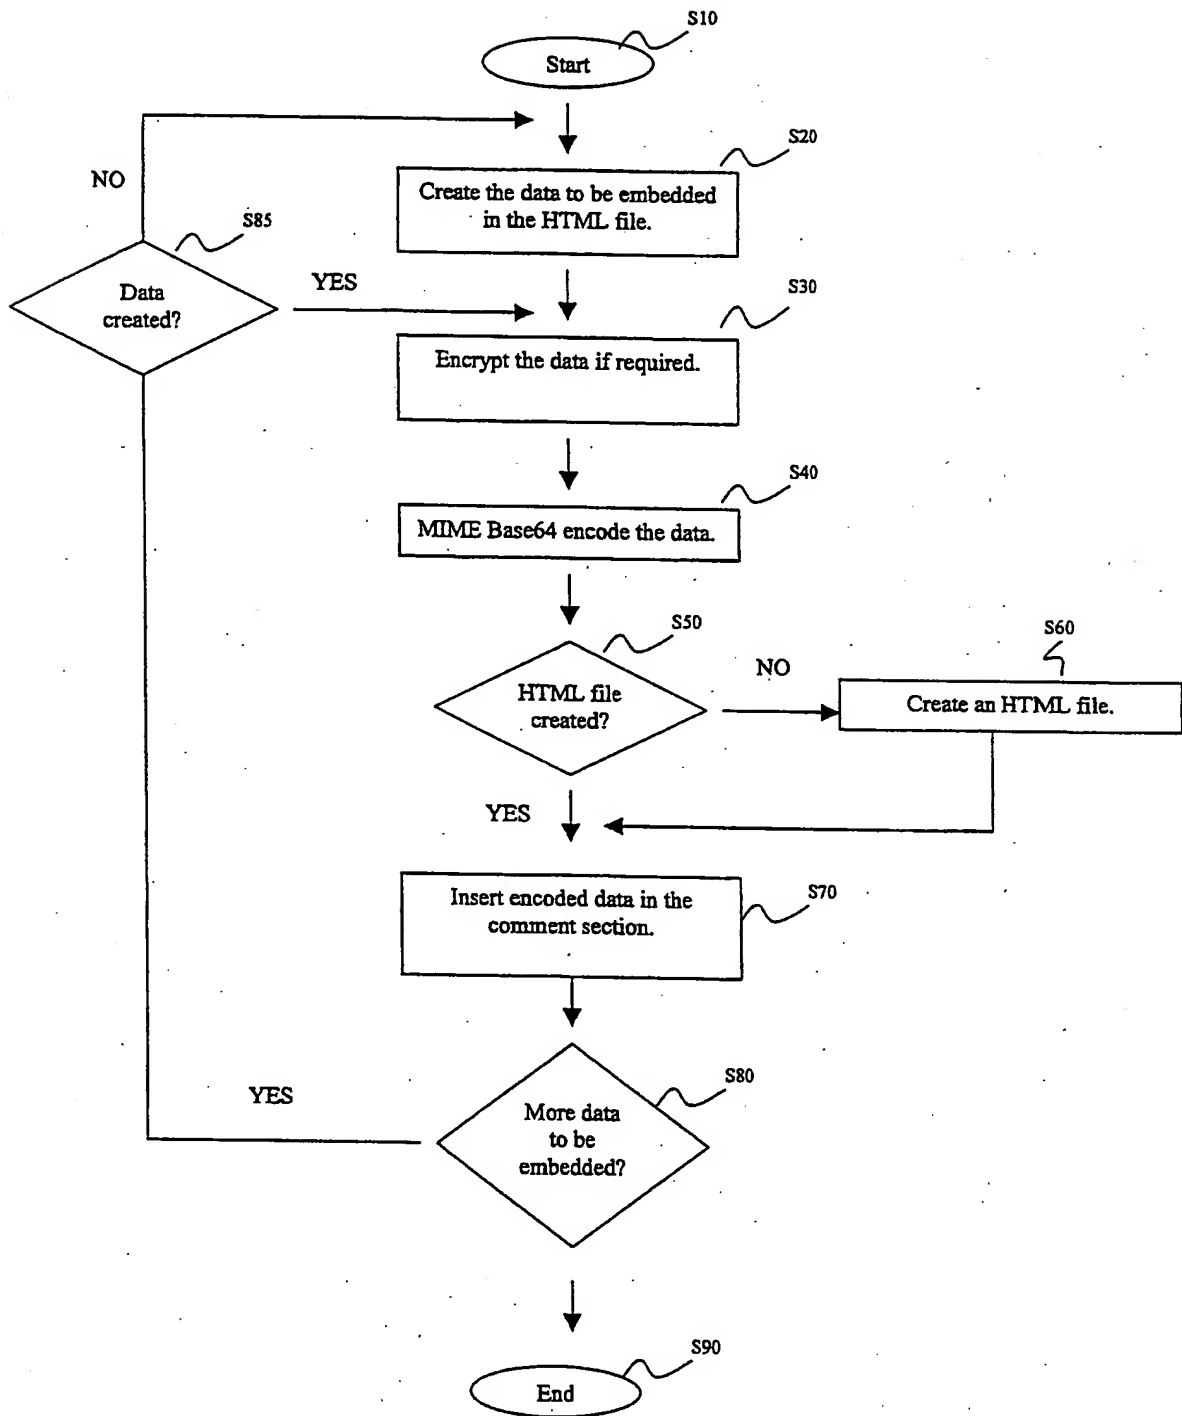 S10
Start
S20
NO
Create the data to be embedded
in the HTML file.
S85
YES
S30
Data
created?
Encrypt the data if required.
S40
MIME Base64 encode the data.
S50
S60
NO
HTML file
created?
Create an HTML file.
YES
S70
Insert encoded data in the
comment section.
S80
YES
More data
to be
embedded?
S90
End